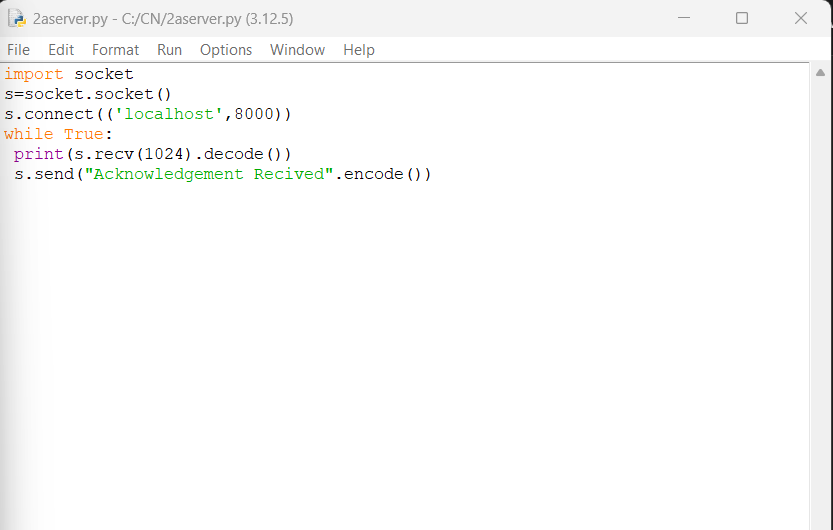 2aserver.py - C:/CN/2aserver.py (3.12.5)
File Edit Format Run Options Window Help
import socket
s=socket.socket()
s.connect(('localhost',8000))
while True:
 print(s.recv(1024).decode())
 s.send("Acknowledgement Recived".encode())